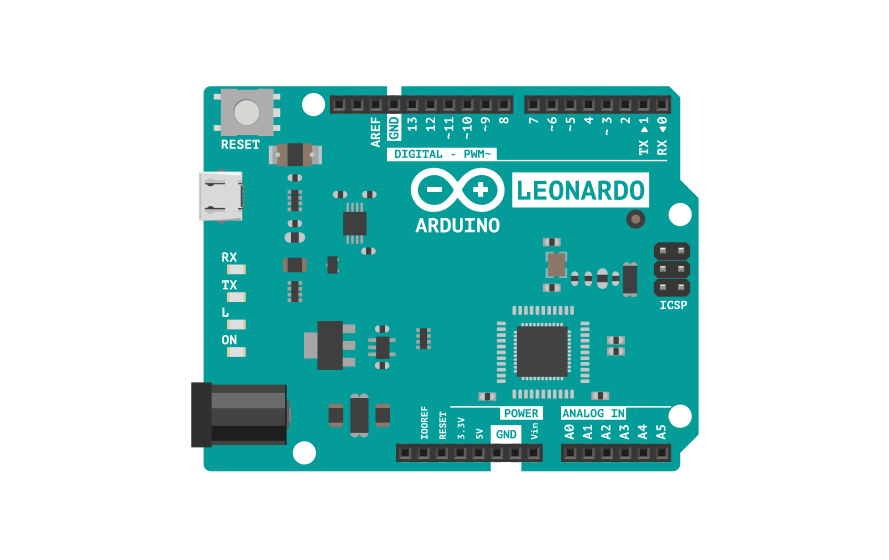 RESET
AREF
GND
13
12
~11
~10
~9
8
7
~6
~5
4
~3
2
TX ▸1
RX ◂0
DIGITAL - PWM~
LEONARDO
ARDUINO
RX
TX
L
ON
ICSP
POWER
ANALOG IN
IOOREF
RESET
3.3V
5V
GND
Vin
A0
A1
A2
A3
A4
A5